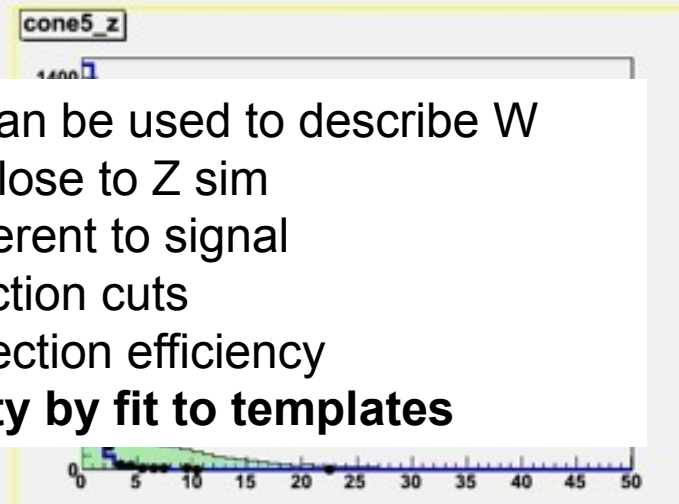 cone5_z
1400
an be used to describe W
lose to Z sim
erent to signal
ction cuts
ection efficiency
ty by fit to templates
0
0 5 10 15 20 25 30 35 40 45 50